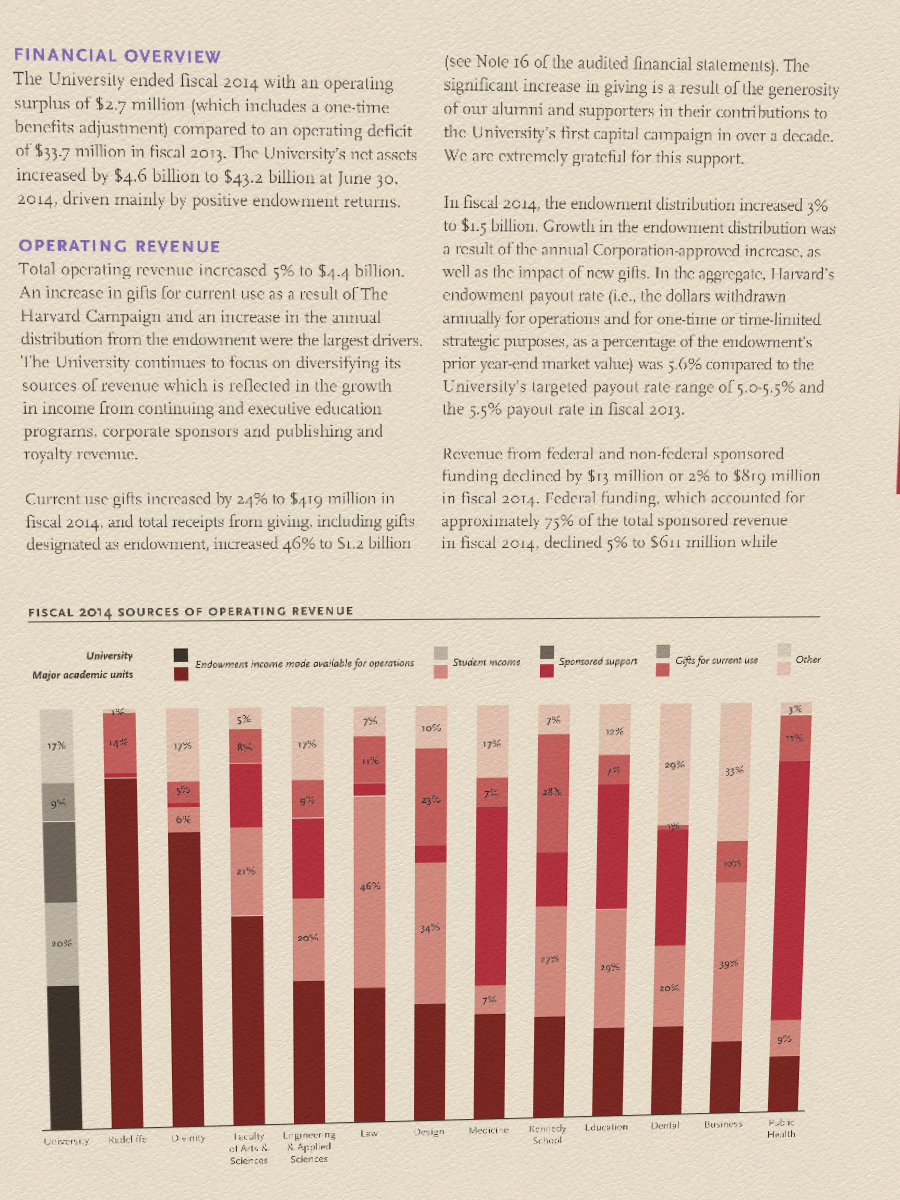 FINANCIAL OVERVIEW
The University ended fiscal 2014 with an operating
surplus of $2.7 million (which includes a one-time
benefits adjustment) compared to an operating deficit
of $33.7 million in fiscal 2013. The University's net assets
increased by $4.6 billion to $43.2 billion at June 30,
2014, driven mainly by positive endowment returns.
OPERATING REVENUE
Total operating revenue increased 5% to $4.4 billion.
An increase in gifts for current use as a result of The
Harvard Campaign and an increase in the annual
distribution from the endowment were the largest drivers.
The University continues to focus on diversifying its
sources of revenue which is reflected in the growth
in income from continuing and executive education
programs, corporate sponsors and publishing and
royalty revenue.
Current use gifts increased by 24% to $419 million in
fiscal 2014, and total receipts from giving, including gifts
designated as endowment, increased 46% to $1.2 billion
(see Note 16 of the audited financial statements). The
significant increase in giving is a result of the generosity
of our alumni and supporters in their contributions to
the University's first capital campaign in over a decade.
We are extremely grateful for this support.
In fiscal 2014, the endowment distribution increased 3%
to $1.5 billion. Growth in the endowment distribution was
a result of the annual Corporation-approved increase, as
well as the impact of new gifts. In the aggregate, Harvard's
endowment payout rate (i.e., the dollars withdrawn
annually for operations and for one-time or time-limited
strategic purposes, as a percentage of the endowment's
prior year-end market value) was 5.6% compared to the
University's targeted payout rate range of 5.0-5.5% and
the 5.5% payout rate in fiscal 2013.
Revenue from federal and non-federal sponsored
funding declined by $13 million or 2% to $819 million
in fiscal 2014. Federal funding, which accounted for
approximately 75% of the total sponsored revenue
in fiscal 2014, declined 5% to $611 million while
FISCAL 2014 SOURCES OF OPERATING REVENUE
University
Major academic units
Endowment income made available for operations
Student income
Sponsored support
Gifts for current use
Other
17%
9%
20%
1%
14%
17%
5%
6%
5%
8%
21%
17%
9%
20%
7%
11%
46%
10%
23%
34%
17%
7%
7%
7%
28%
27%
12%
7%
29%
29%
1%
20%
33%
10%
39%
3%
11%
9%
University
Radcliffe
Divinity
Faculty
of Arts &
Sciences
Engineering
& Applied
Sciences
Law
Design
Medicine
Kennedy
School
Education
Dental
Business
Public
Health